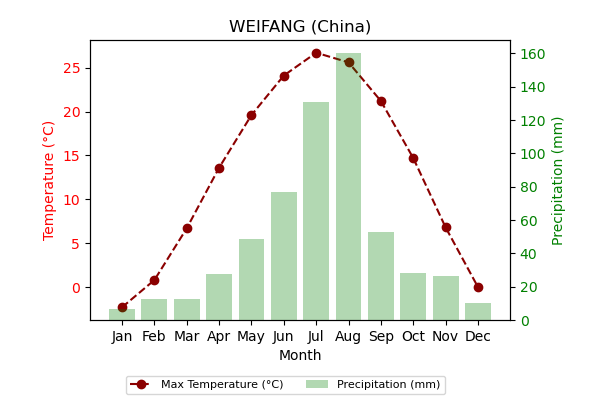 WEIFANG (China)
Temperature (°C)
25
20
15
10
5
0
160
140
120
100
80
60
40
20
0
Precipitation (mm)
Jan Feb Mar Apr May Jun Jul Aug Sep Oct Nov Dec
Month
Max Temperature (°C) Precipitation (mm)